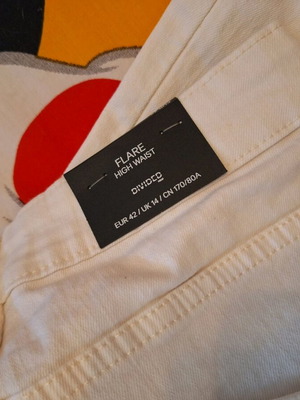 FLARE
HIGH WAIST
DIVIDED
EUR 42 / UK 14 / CN 170/80A